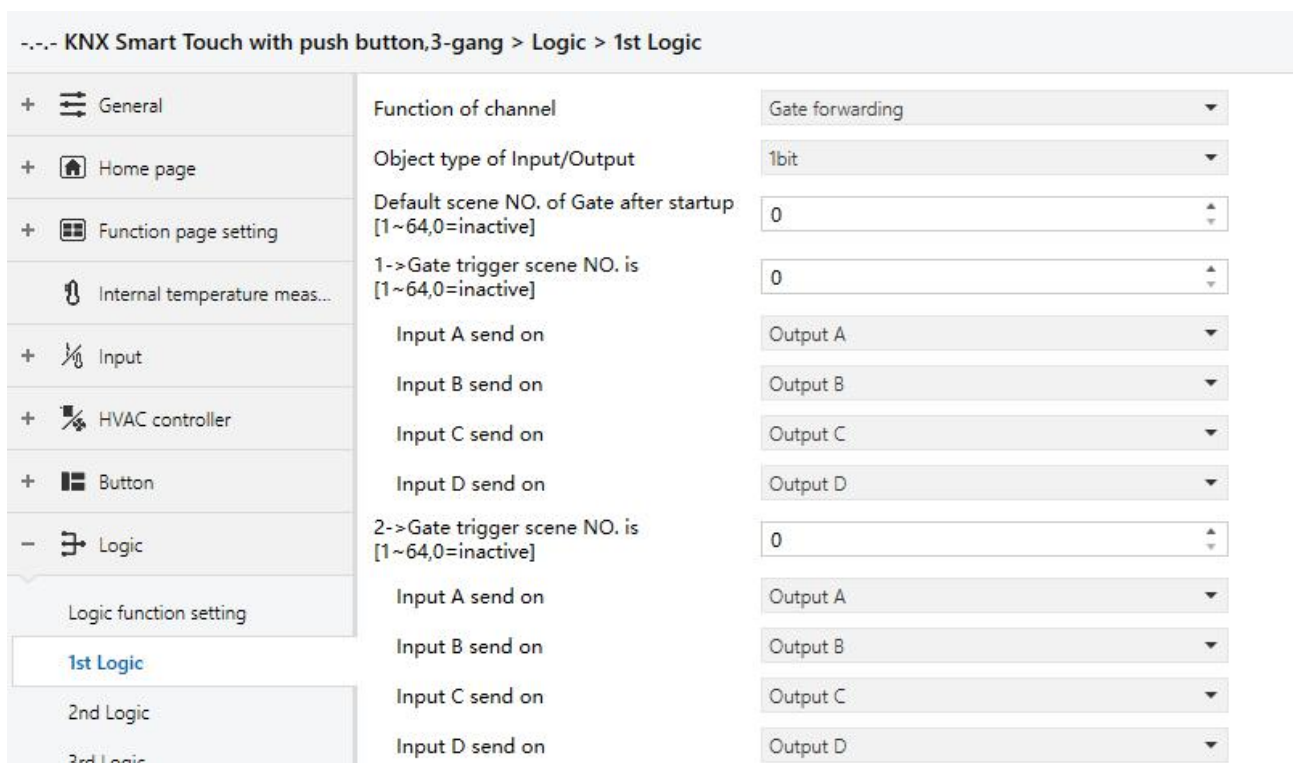 -.-.- KNX Smart Touch with push button,3-gang > Logic > 1st Logic
+ General
+ Home page
+ Function page setting
Internal temperature meas...
+ Input
+ HVAC controller
+ Button
− Logic
Logic function setting
1st Logic
2nd Logic
3rd Logic
Function of channel Gate forwarding
Object type of Input/Output 1bit
Default scene NO. of Gate after startup
[1~64,0=inactive] 0
1->Gate trigger scene NO. is
[1~64,0=inactive] 0
Input A send on Output A
Input B send on Output B
Input C send on Output C
Input D send on Output D
2->Gate trigger scene NO. is
[1~64,0=inactive] 0
Input A send on Output A
Input B send on Output B
Input C send on Output C
Input D send on Output D